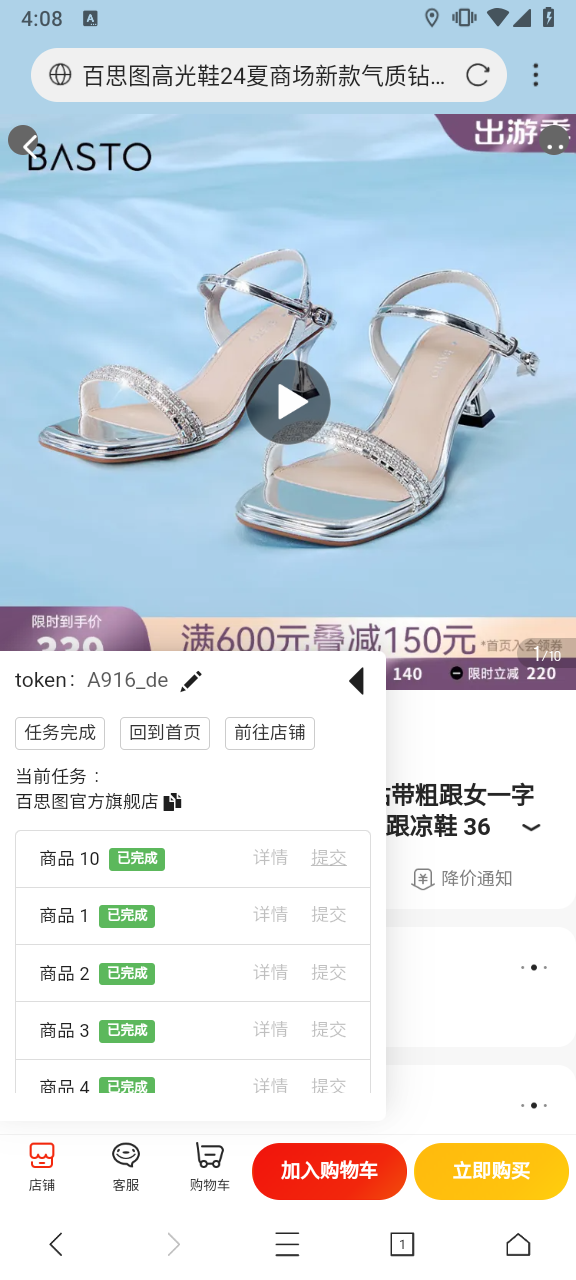 4:08
A
百思图高光鞋24夏商场新款气质钻...
BASTO
出游季
限时到手价
339
满600元叠减150元
*首页入会领券
1/10
140
限时立减 220
token: A916_de
任务完成
回到首页
前往店铺
当前任务：
百思图官方旗舰店
带粗跟女一字
跟凉鞋 36
降价通知
商品 10 已完成 详情 提交
商品 1 已完成 详情 提交
商品 2 已完成 详情 提交
商品 3 已完成 详情 提交
商品 4 已完成 详情 提交
店铺
客服
购物车
加入购物车
立即购买
1